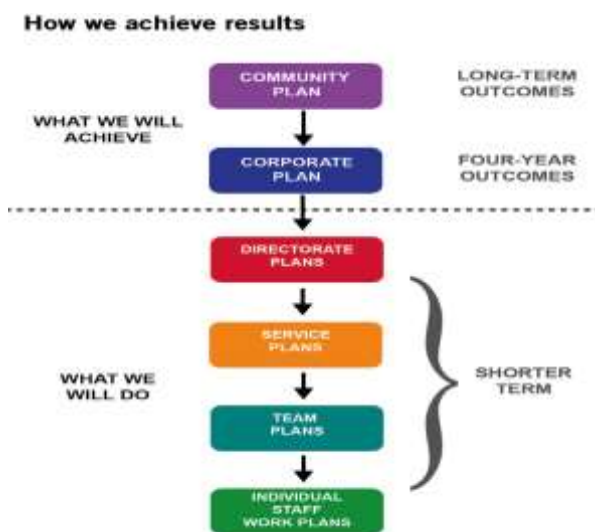 How we achieve results
COMMUNITY
PLAN
LONG-TERM
OUTCOMES
WHAT WE WILL
ACHIEVE
CORPORATE
PLAN
FOUR-YEAR
OUTCOMES
DIRECTORATE
PLANS
SERVICE
PLANS
WHAT WE
WILL DO
SHORTER
TERM
TEAM
PLANS
INDIVIDUAL
STAFF
WORK PLANS